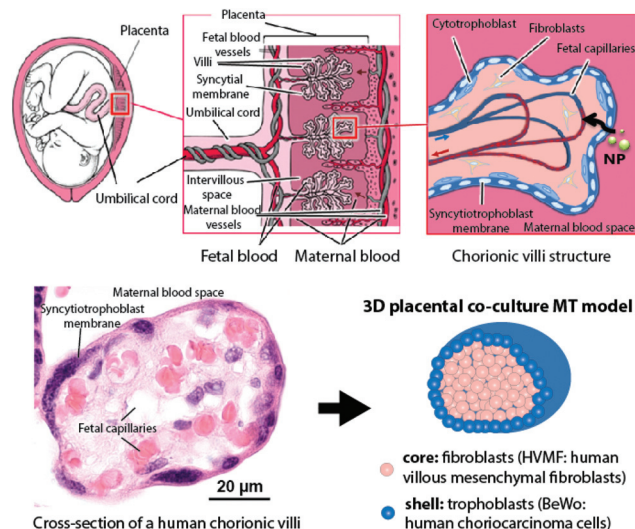 Placenta
Umbilical cord
Placenta
Fetal blood
vessels
Villi
Syncytial
membrane
Umbilical cord
Intervillous
space
Maternal blood
vessels
Fetal blood
Maternal blood
Cytotrophoblast
Fibroblasts
Fetal capillaries
NP
Syncytiotrophoblast
membrane
Maternal blood space
Chorionic villi structure
Maternal blood space
Syncytiotrophoblast
membrane
Fetal capillaries
20 µm
Cross-section of a human chorionic villi
3D placental co-culture MT model
core: fibroblasts (HVMF: human
villous mesenchymal fibroblasts)
shell: trophoblasts (BeWo:
human choriocarcinoma cells)